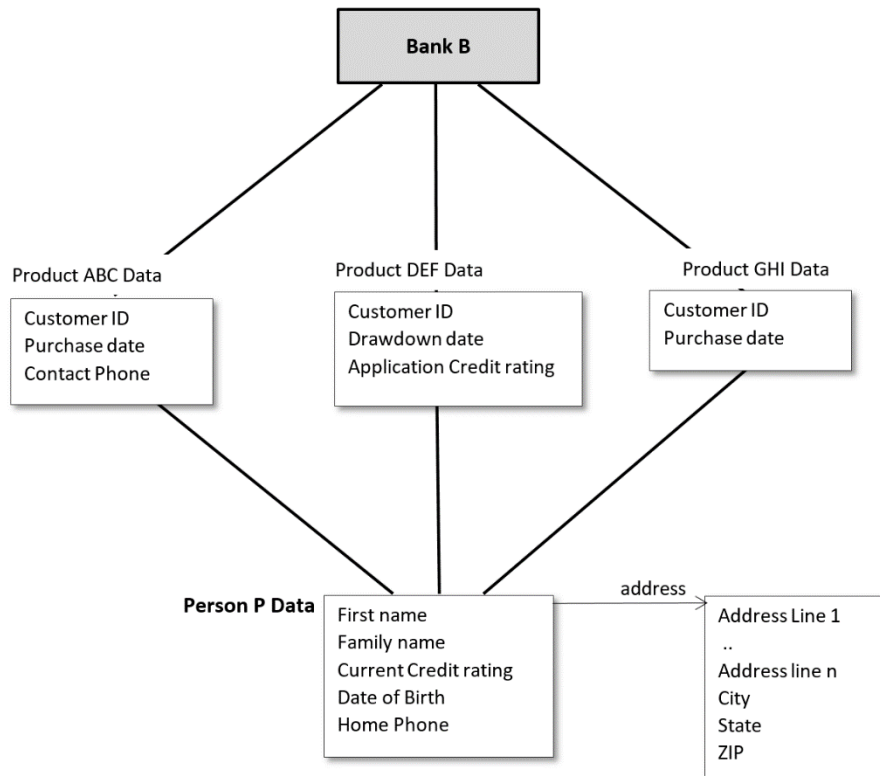 Bank B
Product ABC Data
Customer ID
Purchase date
Contact Phone
Product DEF Data
Customer ID
Drawdown date
Application Credit rating
Product GHI Data
Customer ID
Purchase date
Person P Data
First name
Family name
Current Credit rating
Date of Birth
Home Phone
address
Address Line 1
..
Address line n
City
State
ZIP